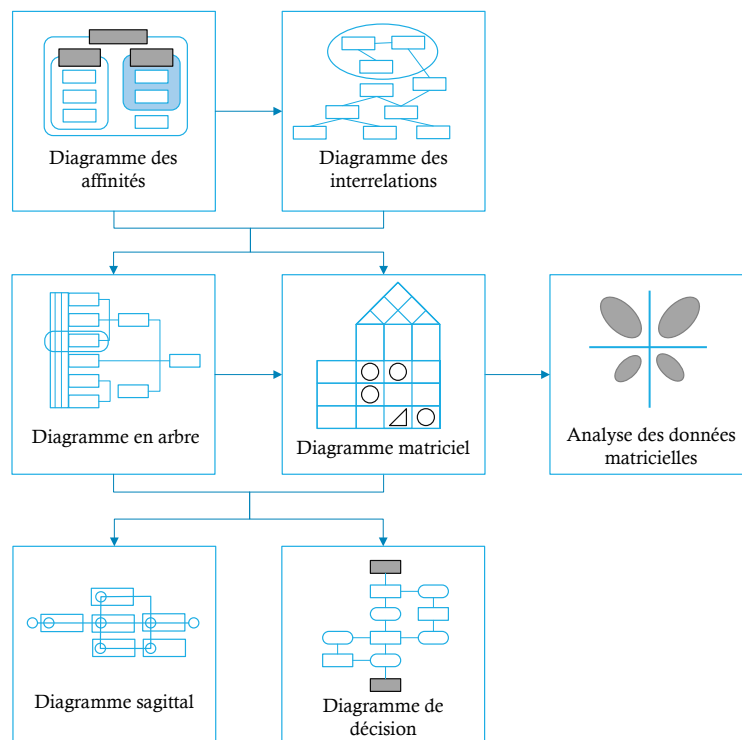 Diagramme des
affinités
Diagramme des
interrelations
Diagramme en arbre
Diagramme matriciel
Analyse des données
matricielles
Diagramme sagittal
Diagramme de
décision